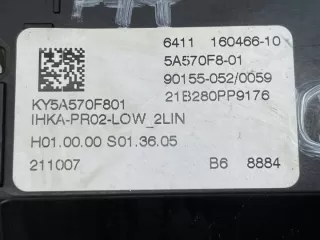 6411 160466-10
5A570F8-01
90155-052/0059
KY5A570F801 21B280PP9176
IHKA-PR02-LOW_2LIN
H01.00.00 S01.36.05
211007 B6 8884